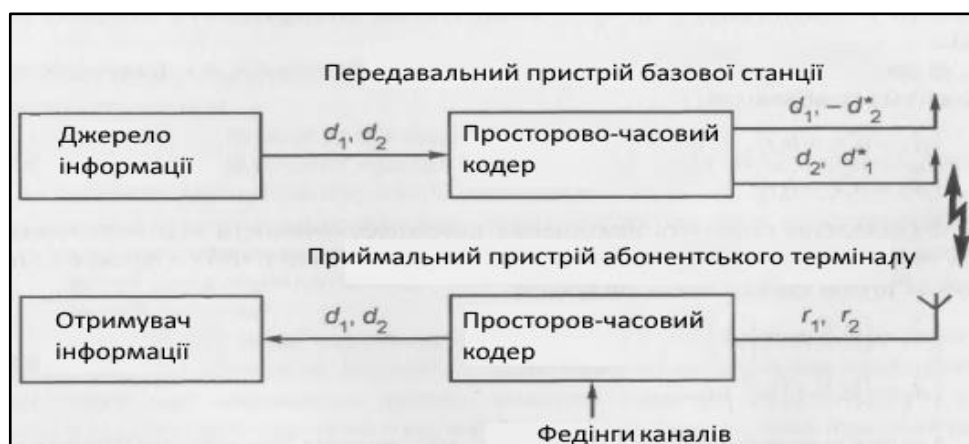 Передавальний пристрій базової станції
Джерело інформації
d₁, d₂
Просторово-часовий кодер
d₁, – d*₂
d₂, d*₁
Приймальний пристрій абонентського терміналу
Отримувач інформації
d₁, d₂
Просторов-часовий кодер
r₁, r₂
Федінги каналів